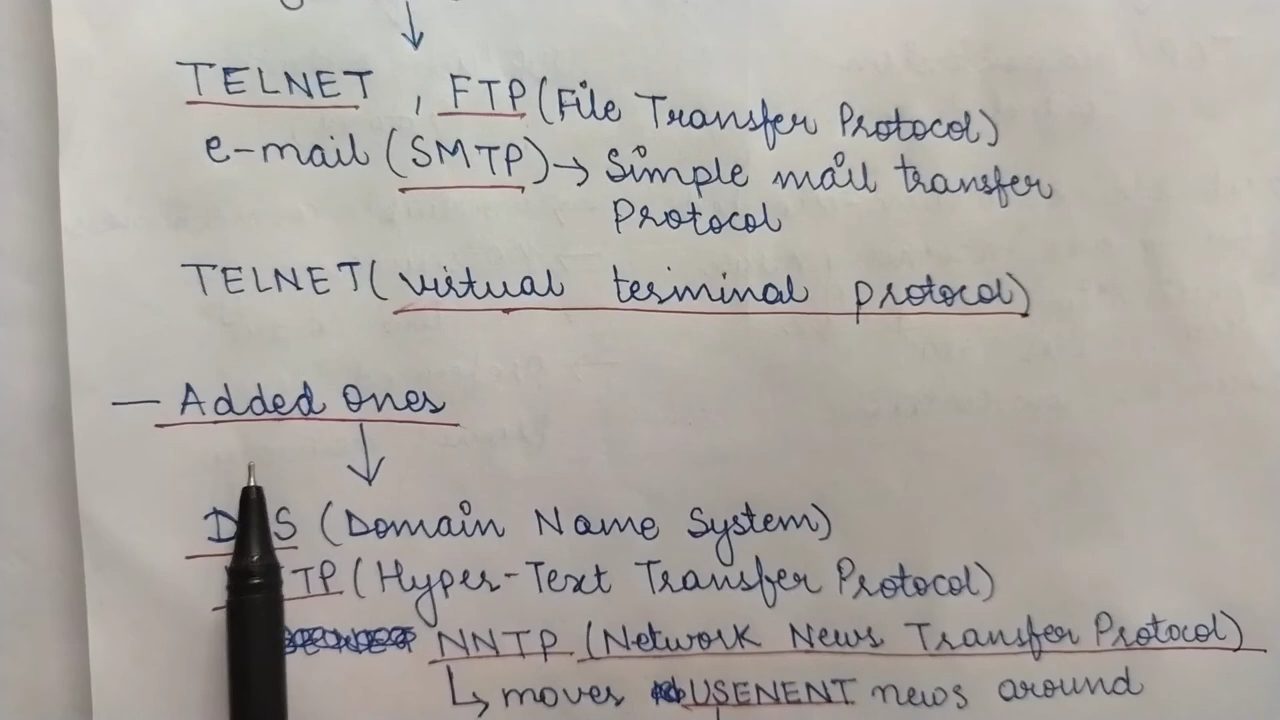 TELNET , FTP (File Transfer Protocol)
e-mail (SMTP) → Simple mail transfer
Protocol
TELNET (virtual terminal protocol)
— Added Ones
(Domain Name System)
(Hyper-Text Transfer Protocol)
NNTP (Network News Transfer Protocol)
↳ moves USENENT news around